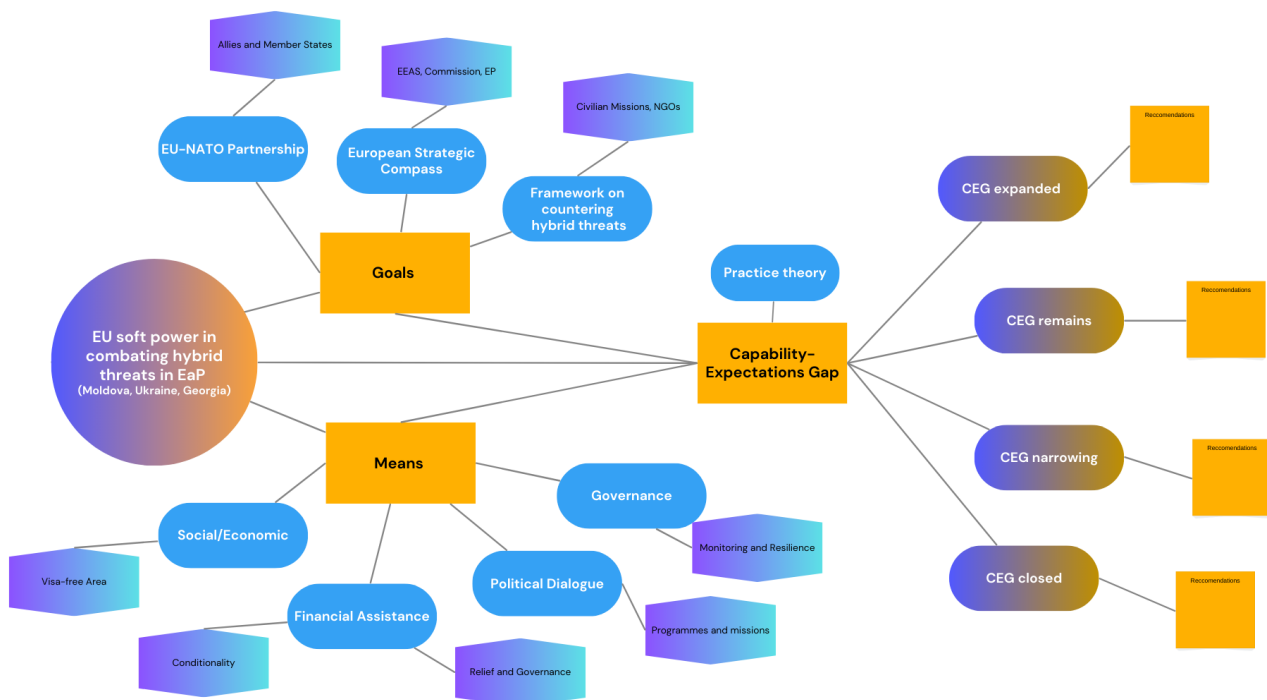 Allies and Member States
EEAS, Commission, EP
Civilian Missions, NGOs
EU-NATO Partnership
European Strategic
Compass
Framework on
countering
hybrid threats
Goals
EU soft power in
combating hybrid
threats in EaP
(Moldova, Ukraine, Georgia)
Means
Social/Economic
Visa-free Area
Financial Assistance
Conditionality
Relief and Governance
Political Dialogue
Programmes and missions
Governance
Monitoring and Resilience
Practice theory
Capability-
Expectations Gap
CEG expanded
Reccomendations
CEG remains
Reccomendations
CEG narrowing
Reccomendations
CEG closed
Reccomendations